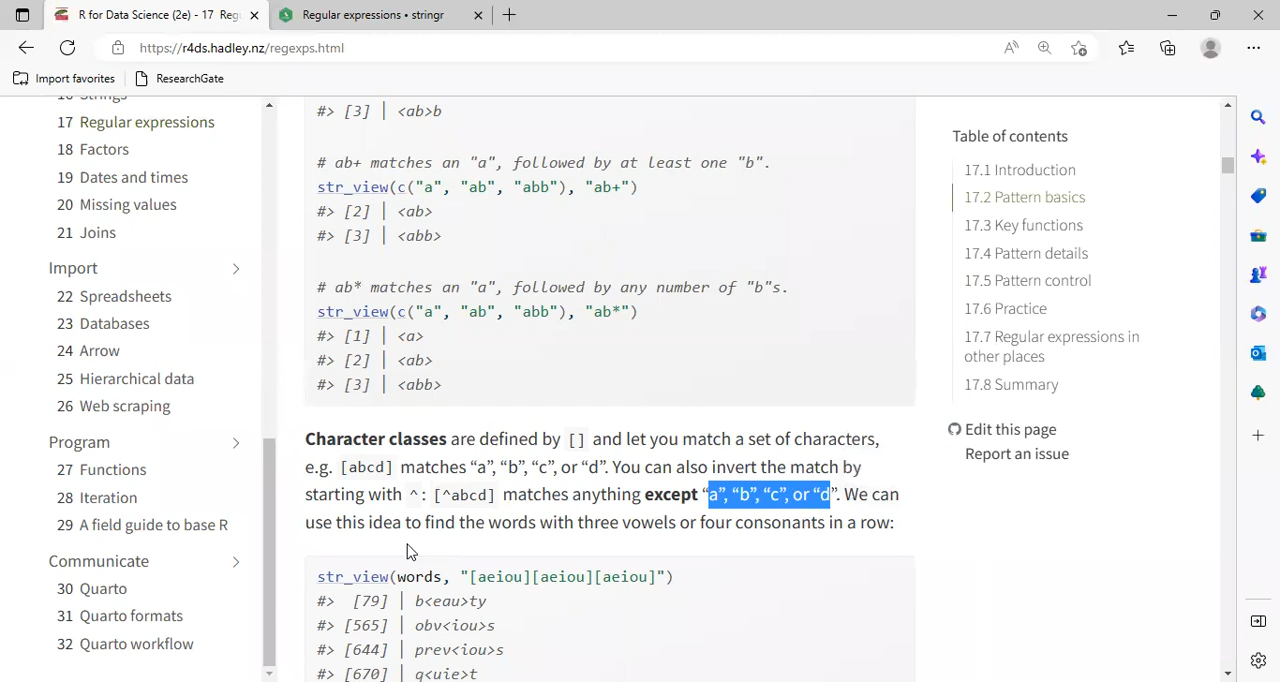 R for Data Science (2e) - 17 Regu
Regular expressions • stringr
https://r4ds.hadley.nz/regexps.html
Import favorites
ResearchGate
16 Strings
17 Regular expressions
18 Factors
19 Dates and times
20 Missing values
21 Joins
Import
22 Spreadsheets
23 Databases
24 Arrow
25 Hierarchical data
26 Web scraping
Program
27 Functions
28 Iteration
29 A field guide to base R
Communicate
30 Quarto
31 Quarto formats
32 Quarto workflow
#> [3] │ <ab>b
# ab+ matches an "a", followed by at least one "b".
str_view(c("a", "ab", "abb"), "ab+")
#> [2] │ <ab>
#> [3] │ <abb>
# ab* matches an "a", followed by any number of "b"s.
str_view(c("a", "ab", "abb"), "ab*")
#> [1] │ <a>
#> [2] │ <ab>
#> [3] │ <abb>
Character classes are defined by [] and let you match a set of characters,
e.g. [abcd] matches “a”, “b”, “c”, or “d”. You can also invert the match by
starting with ^: [^abcd] matches anything except “a”, “b”, “c”, or “d”. We can
use this idea to find the words with three vowels or four consonants in a row:
str_view(words, "[aeiou][aeiou][aeiou]")
#>  [79] │ b<eau>ty
#> [565] │ obv<iou>s
#> [644] │ prev<iou>s
#> [670] │ q<uie>t
Table of contents
17.1 Introduction
17.2 Pattern basics
17.3 Key functions
17.4 Pattern details
17.5 Pattern control
17.6 Practice
17.7 Regular expressions in
other places
17.8 Summary
Edit this page
Report an issue